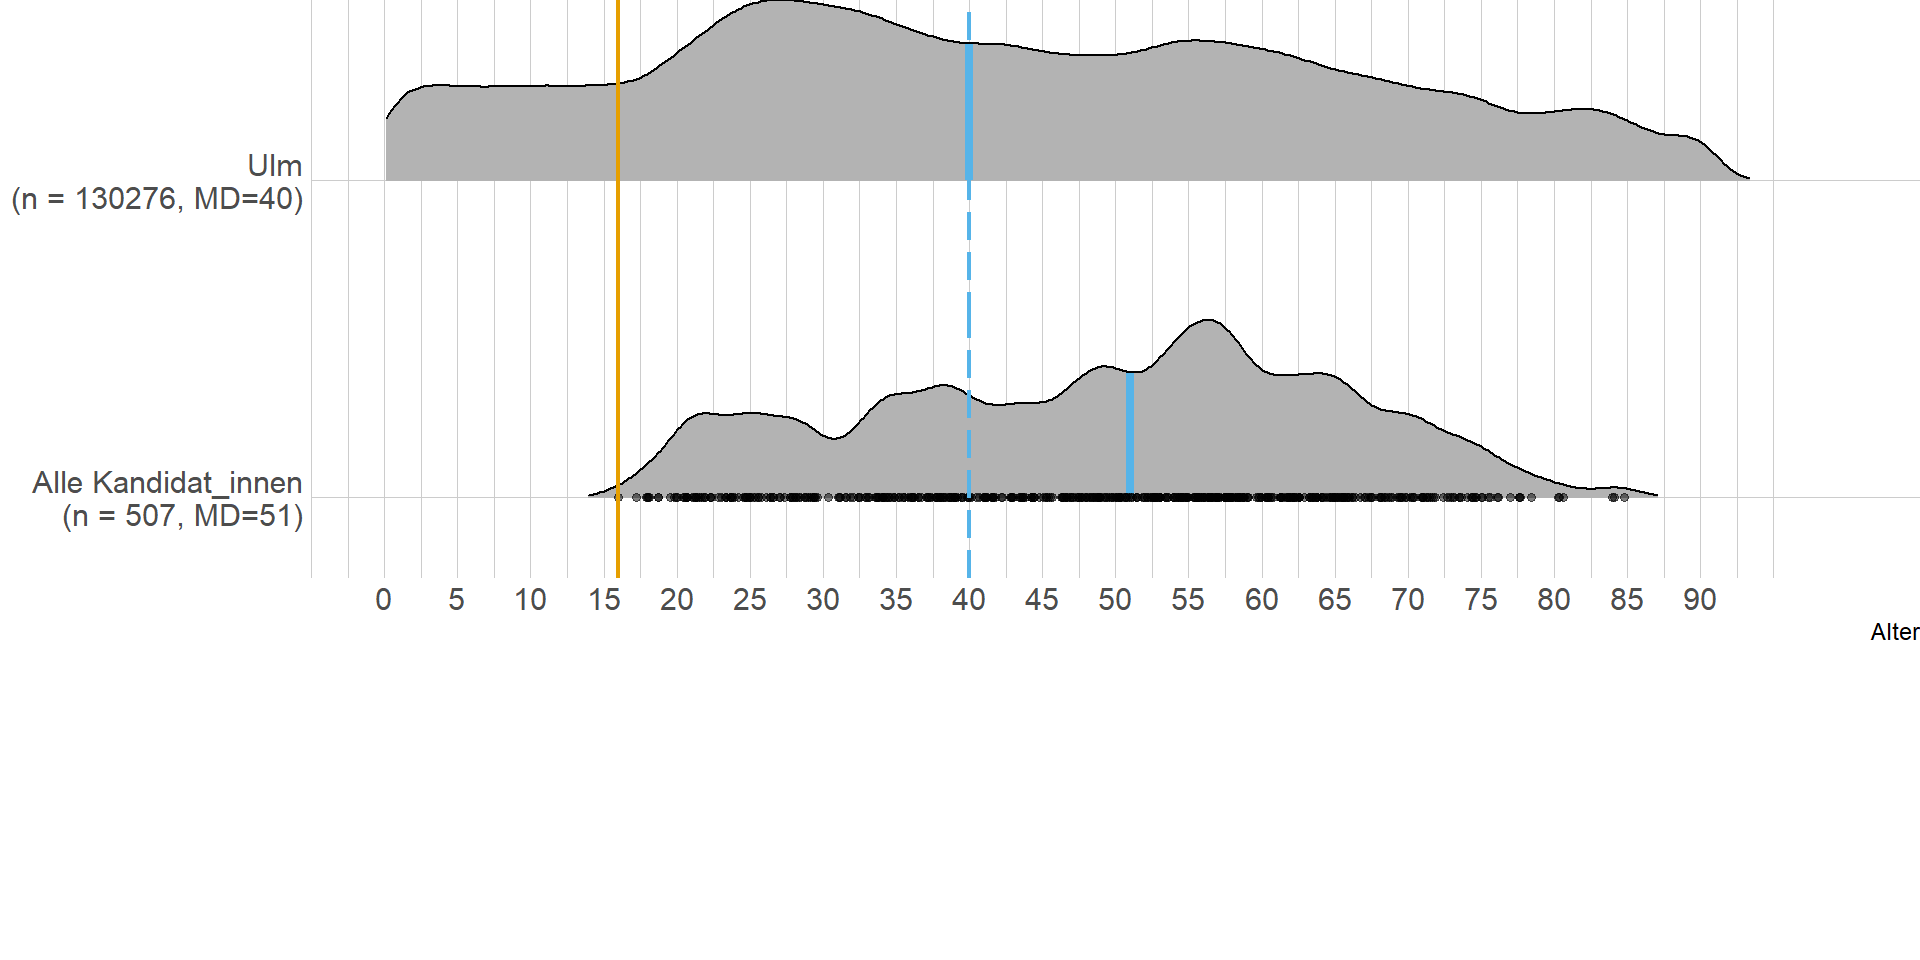 Ulm
(n = 130276, MD=40)
Alle Kandidat_innen
(n = 507, MD=51)
0 5 10 15 20 25 30 35 40 45 50 55 60 65 70 75 80 85 90
Alter